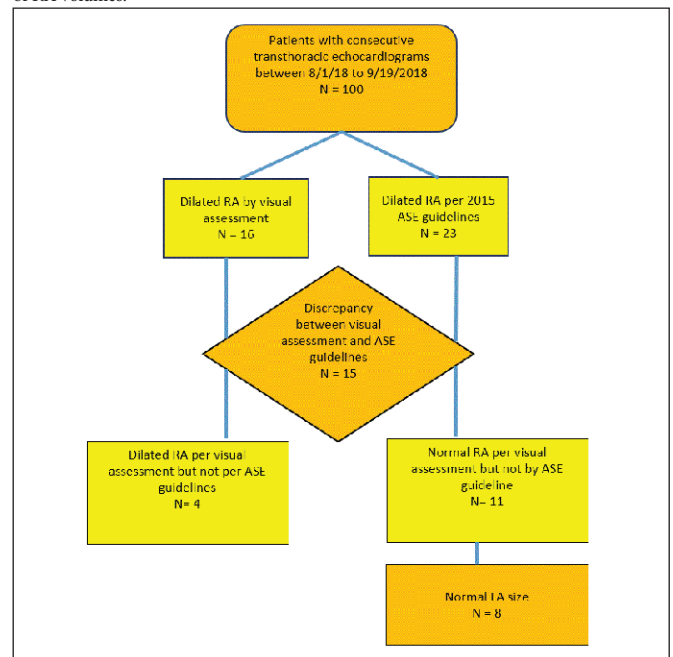 Patients with consecutive
transthoracic echocardiograms
between 8/1/18 to 9/19/2018
N = 100
Dilated RA by visual
assessment
N = 16
Dilated RA per 2015
ASE guidelines
N = 23
Discrepancy
between visual
assessment and ASE
guidelines
N = 15
Dilated RA per visual
assessment but not per ASE
guidelines
N= 4
Normal RA per visual
assessment but not by ASE
guideline
N= 11
Normal LA size
N = 8